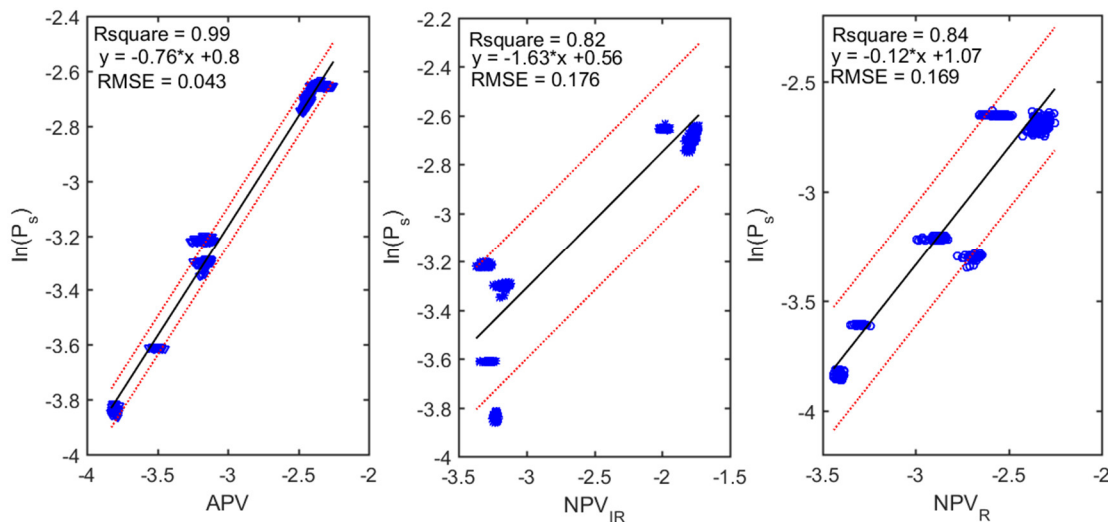 Rsquare = 0.99
y = -0.76*x +0.8
RMSE = 0.043
-2.4
-2.6
-2.8
-3
-3.2
-3.4
-3.6
-3.8
-4
ln(Pₛ)
-4
-3.5
-3
-2.5
-2
APV
Rsquare = 0.82
y = -1.63*x +0.56
RMSE = 0.176
-2.2
-2.4
-2.6
-2.8
-3
-3.2
-3.4
-3.6
-3.8
-4
ln(Pₛ)
-3.5
-3
-2.5
-2
-1.5
NPV_IR
Rsquare = 0.84
y = -0.12*x +1.07
RMSE = 0.169
-2.5
-3
-3.5
-4
ln(Pₛ)
-3.5
-3
-2.5
-2
NPV_R